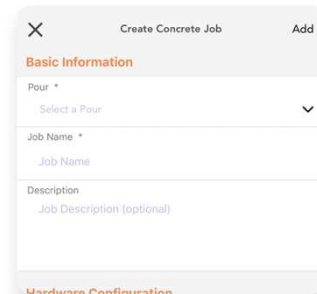 Create Concrete Job Add
Basic Information
Pour *
Select a Pour
Job Name *
Job Name
Description
Job Description (optional)
Hardware Configuration